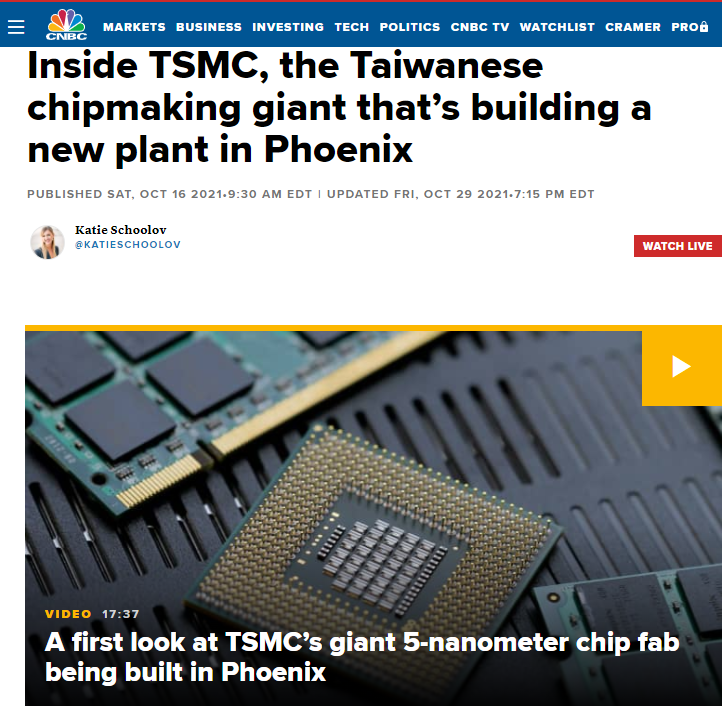 CNBC
MARKETS BUSINESS INVESTING TECH POLITICS CNBC TV WATCHLIST CRAMER PRO
Inside TSMC, the Taiwanese
chipmaking giant that’s building a
new plant in Phoenix
PUBLISHED SAT, OCT 16 2021•9:30 AM EDT | UPDATED FRI, OCT 29 2021•7:15 PM EDT
Katie Schoolov
@KATIESCHOOLOV
WATCH LIVE
VIDEO 17:37
A first look at TSMC’s giant 5-nanometer chip fab
being built in Phoenix